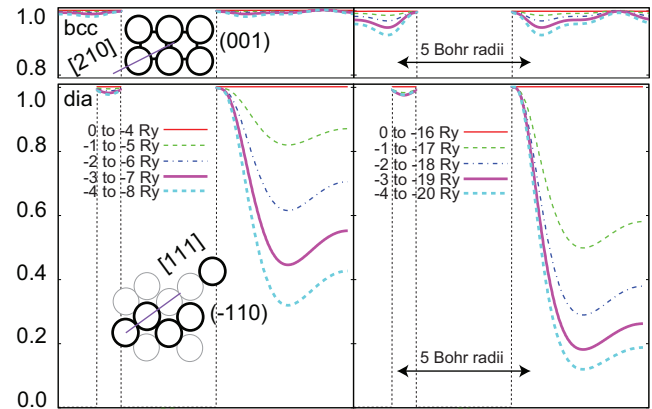 bcc
(001)
[210]
5 Bohr radii
0.8
1.0
dia
0 to -4 Ry
-1 to -5 Ry
-2 to -6 Ry
-3 to -7 Ry
-4 to -8 Ry
0 to -16 Ry
-1 to -17 Ry
-2 to -18 Ry
-3 to -19 Ry
-4 to -20 Ry
0.8
0.6
[111]
0.4
(-110)
0.2
5 Bohr radii
0.0
1.0